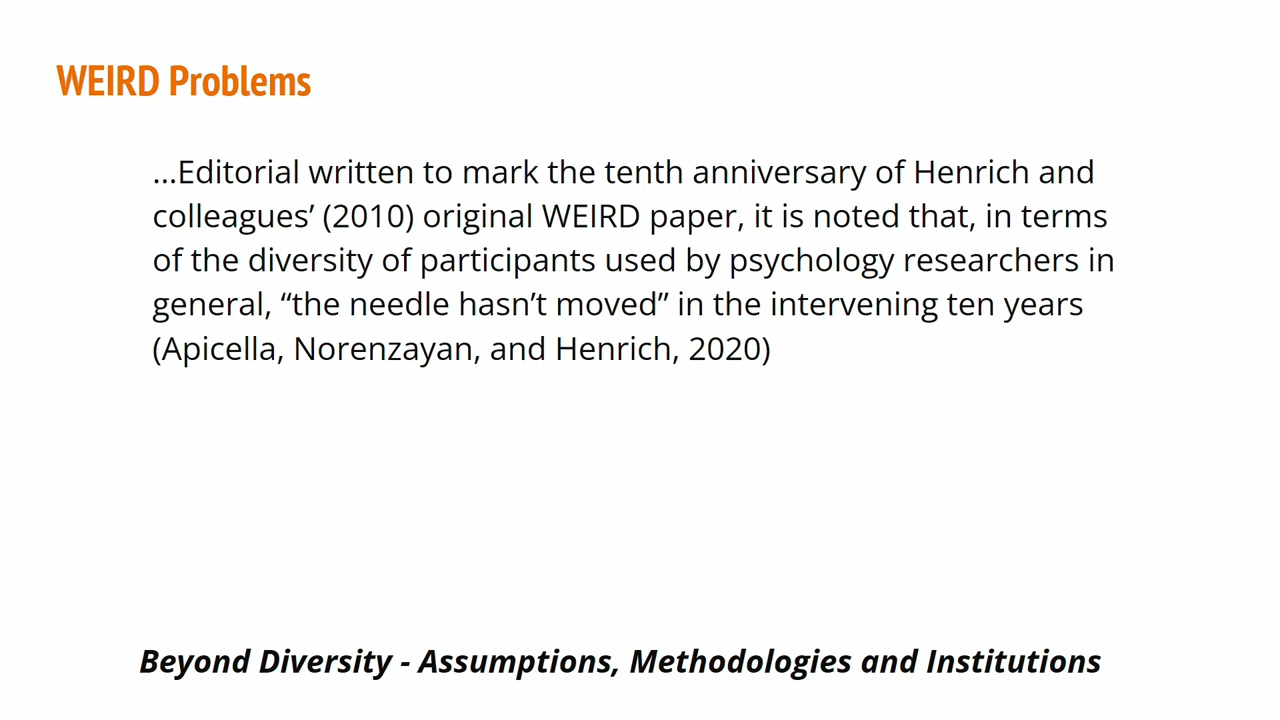 WEIRD Problems
...Editorial written to mark the tenth anniversary of Henrich and
colleagues’ (2010) original WEIRD paper, it is noted that, in terms
of the diversity of participants used by psychology researchers in
general, “the needle hasn’t moved” in the intervening ten years
(Apicella, Norenzayan, and Henrich, 2020)
Beyond Diversity - Assumptions, Methodologies and Institutions